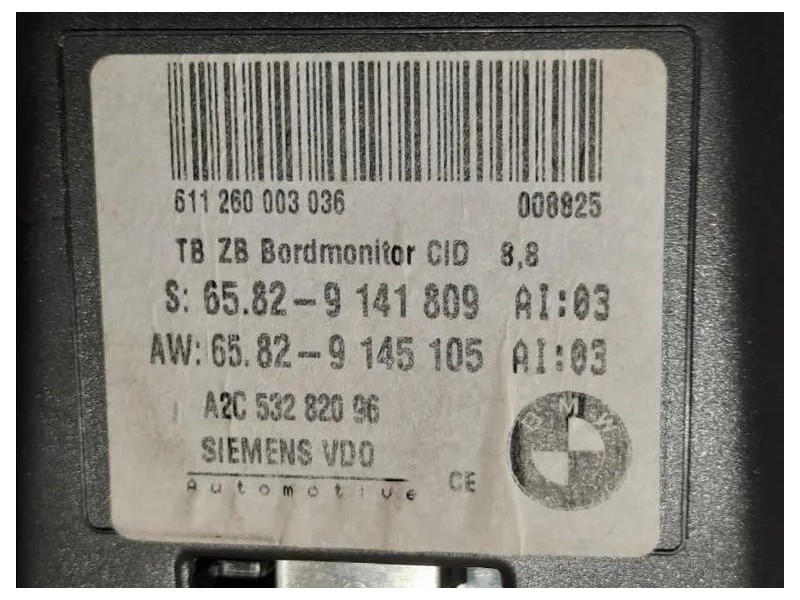 611 260 003 036 008825
TB ZB Bordmonitor CID 8,8
S: 65.82-9 141 809 AI:03
AW: 65.82-9 145 105 AI:03
A2C 532 820 96
SIEMENS VDO
Automotive CE
BMW